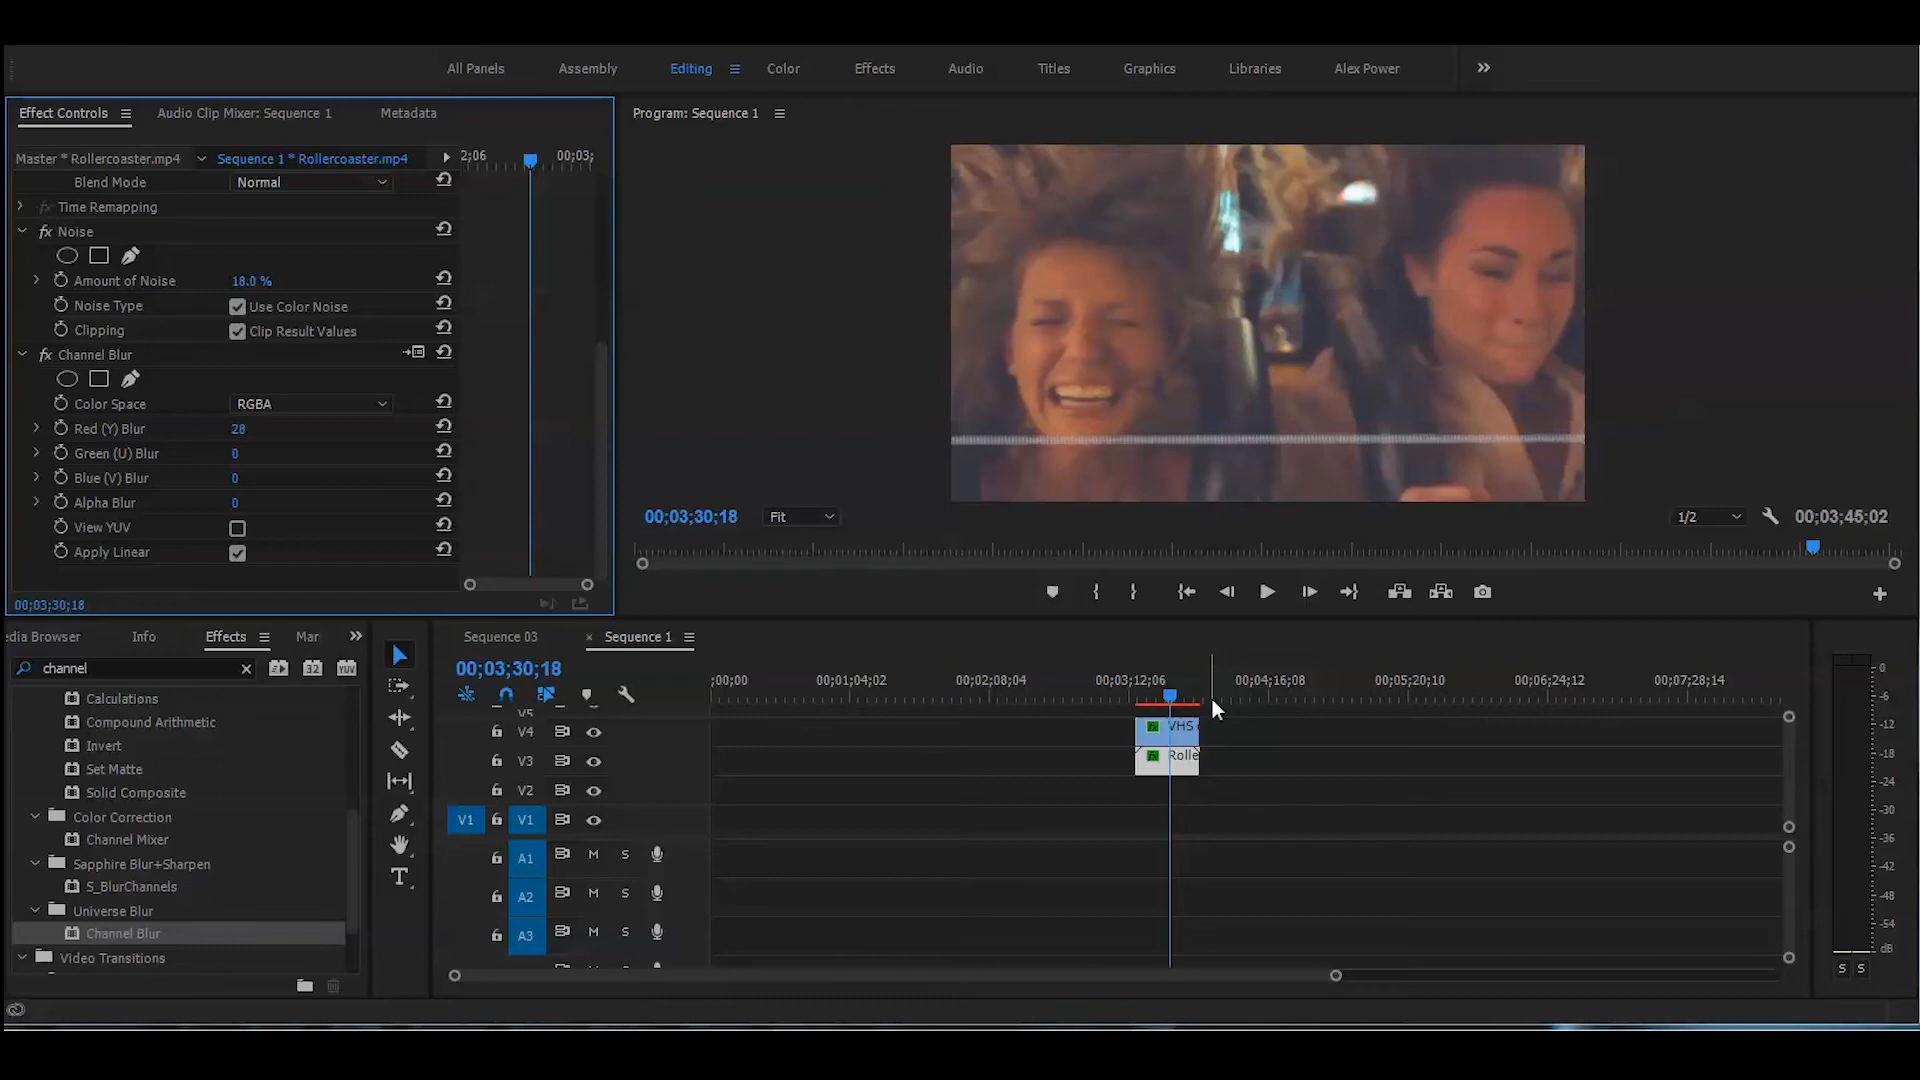 All Panels Assembly Editing Color Effects Audio Titles Graphics Libraries Alex Power
Effect Controls Audio Clip Mixer: Sequence 1 Metadata
Program: Sequence 1
Master * Rollercoaster.mp4 Sequence 1 * Rollercoaster.mp4
2;06 00;03;
Blend Mode Normal
Time Remapping
fx Noise
Amount of Noise 18.0 %
Noise Type Use Color Noise
Clipping Clip Result Values
fx Channel Blur
Color Space RGBA
Red (Y) Blur 28
Green (U) Blur 0
Blue (V) Blur 0
Alpha Blur 0
View YUV
Apply Linear
00;03;30;18
00;03;30;18 Fit 1/2 00;03;45;02
edia Browser Info Effects Mar
channel
32 YUV
Calculations
Compound Arithmetic
Invert
Set Matte
Solid Composite
Color Correction
Channel Mixer
Sapphire Blur+Sharpen
S_BlurChannels
Universe Blur
Channel Blur
Video Transitions
Sequence 03 × Sequence 1
00;03;30;18
;00;00 00;01;04;02 00;02;08;04 00;03;12;06 00;04;16;08 00;05;20;10 00;06;24;12 00;07;28;14
V5
V4 VHS
V3 Rolle
V2
V1 V1
A1 M S
A2 M S
A3 M S
0
-6
-12
-18
-24
-30
-36
-42
-48
-54
dB
S S